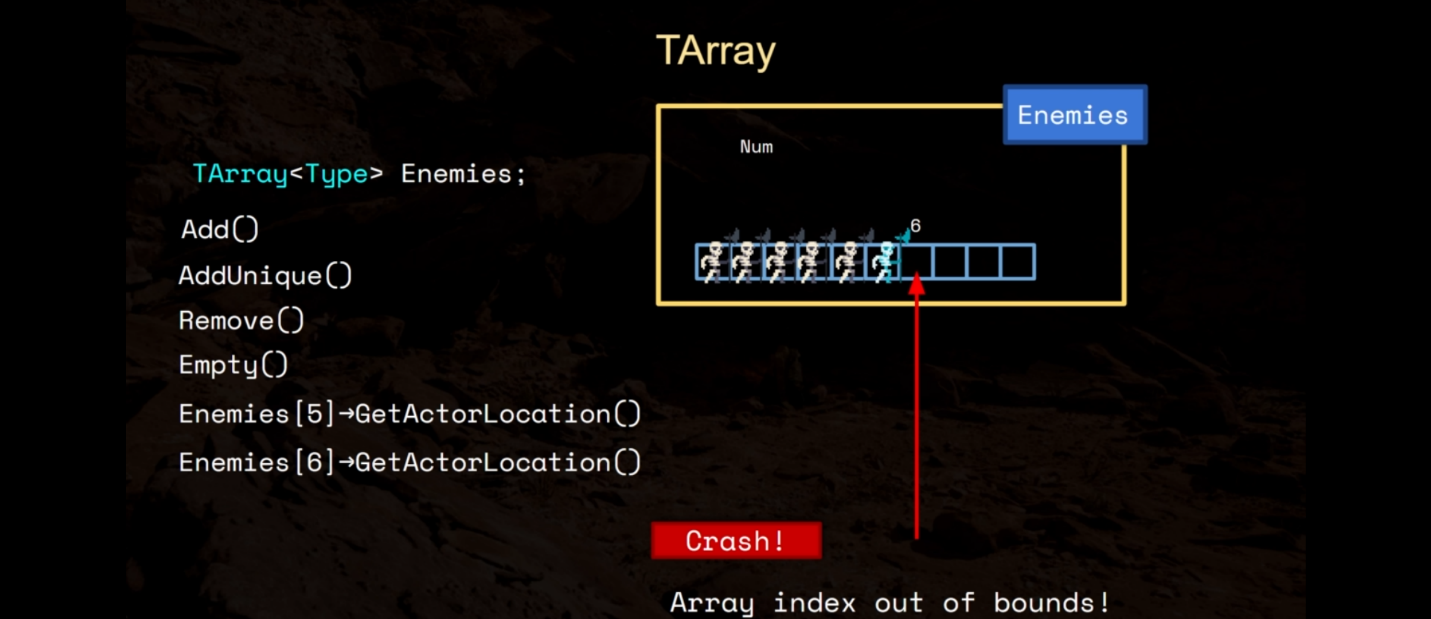 TArray
Enemies
Num
TArray<Type> Enemies;
Add()
AddUnique()
Remove()
Empty()
6
Enemies[5]→GetActorLocation()
Enemies[6]→GetActorLocation()
Crash!
Array index out of bounds!